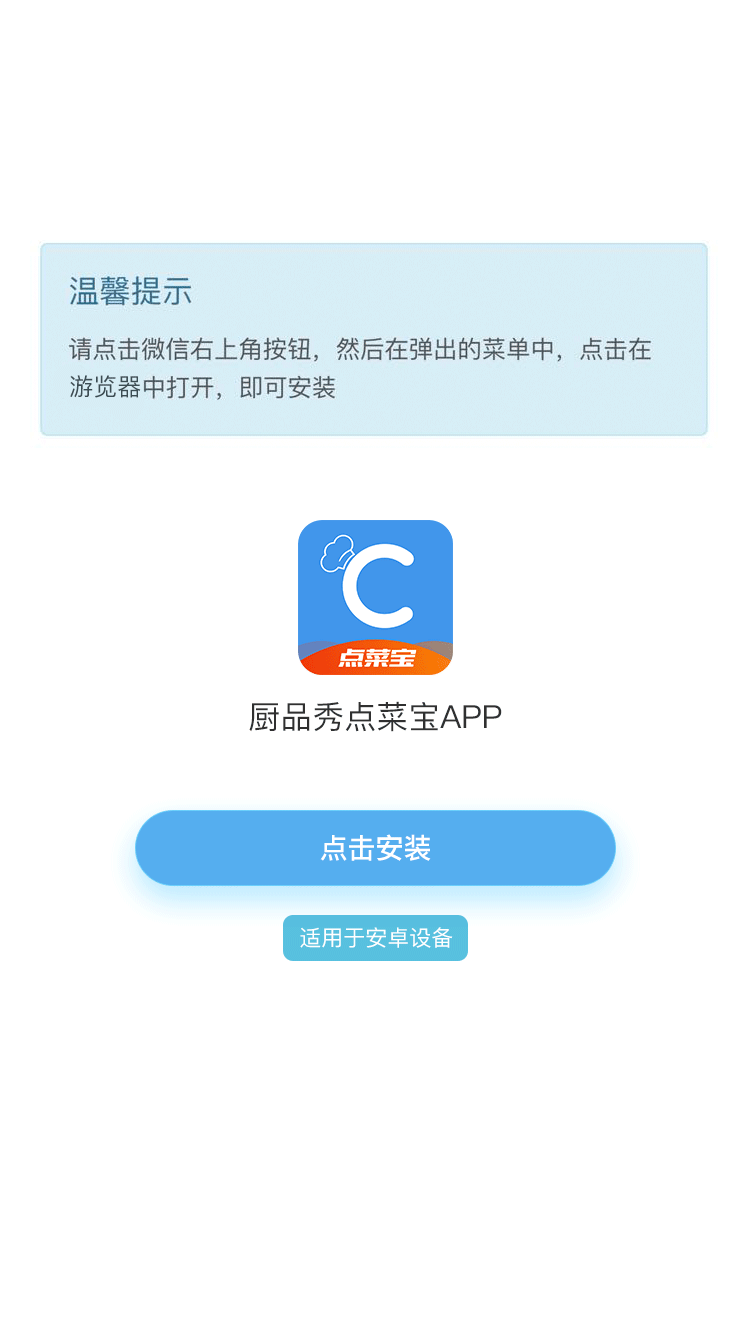 温馨提示
请点击微信右上角按钮，然后在弹出的菜单中，点击在
游览器中打开，即可安装
C
点菜宝
厨品秀点菜宝APP
点击安装
适用于安卓设备